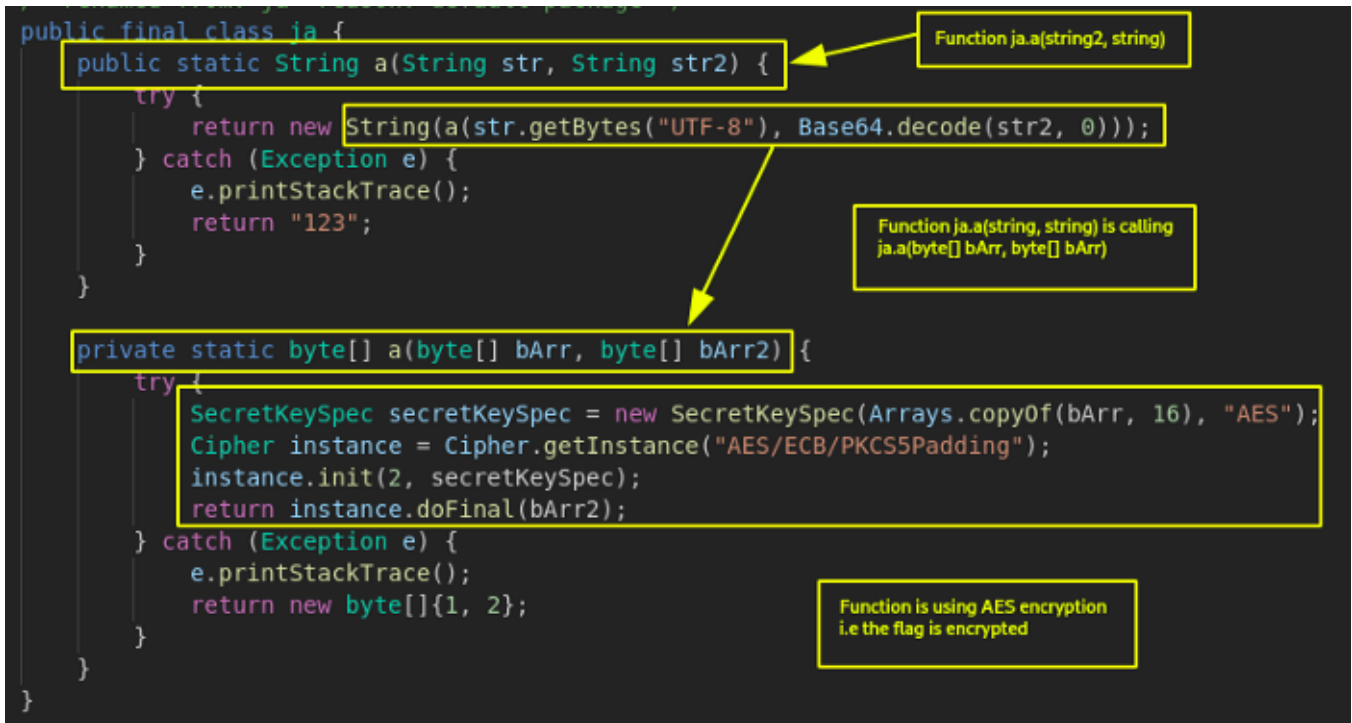 public final class ja {
Function ja.a(string2, string)
public static String a(String str, String str2) {
try {
return new String(a(str.getBytes("UTF-8"), Base64.decode(str2, 0)));
} catch (Exception e) {
e.printStackTrace();
return "123";
Function ja.a(string, string) is calling
ja.a(byte[] bArr, byte[] bArr)
}
}
private static byte[] a(byte[] bArr, byte[] bArr2) {
try {
SecretKeySpec secretKeySpec = new SecretKeySpec(Arrays.copyOf(bArr, 16), "AES");
Cipher instance = Cipher.getInstance("AES/ECB/PKCS5Padding");
instance.init(2, secretKeySpec);
return instance.doFinal(bArr2);
} catch (Exception e) {
e.printStackTrace();
return new byte[]{1, 2};
Function is using AES encryption
i.e the flag is encrypted
}
}
}